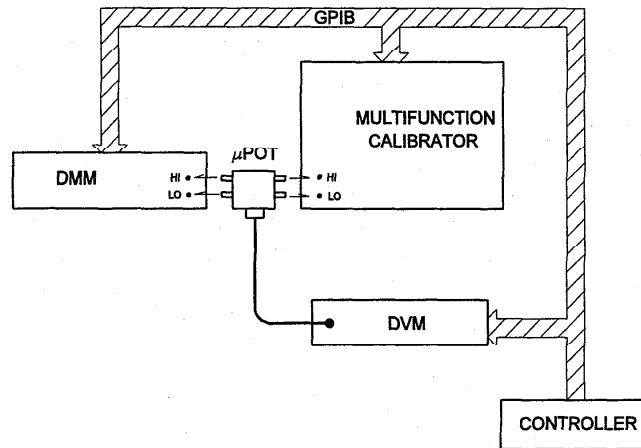 GPIB
MULTIFUNCTION
CALIBRATOR
μPOT
DMM
HI
LO
HI
LO
DVM
CONTROLLER